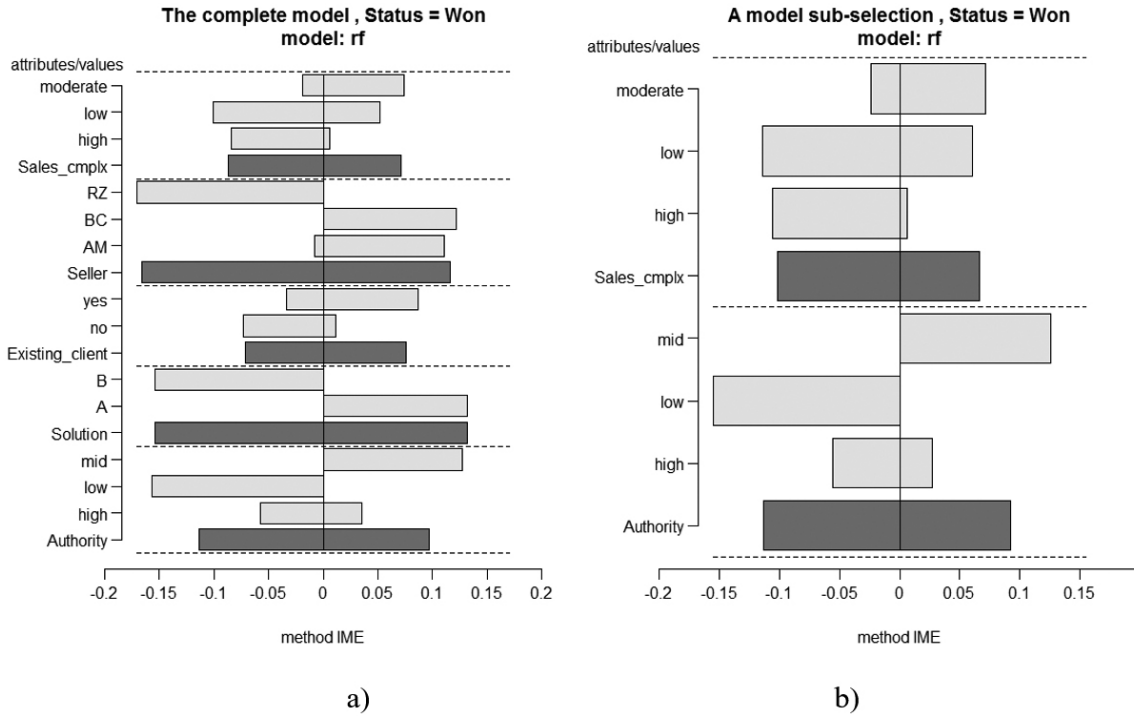 The complete model , Status = Won
model: rf
attributes/values
moderate
low
high
Sales_cmplx
RZ
BC
AM
Seller
yes
no
Existing_client
B
A
Solution
mid
low
high
Authority
-0.2 -0.15 -0.1 -0.05 0 0.05 0.1 0.15 0.2
method IME
a)
A model sub-selection , Status = Won
model: rf
attributes/values
moderate
low
high
Sales_cmplx
mid
low
high
Authority
-0.2 -0.15 -0.1 -0.05 0 0.05 0.1 0.15
method IME
b)